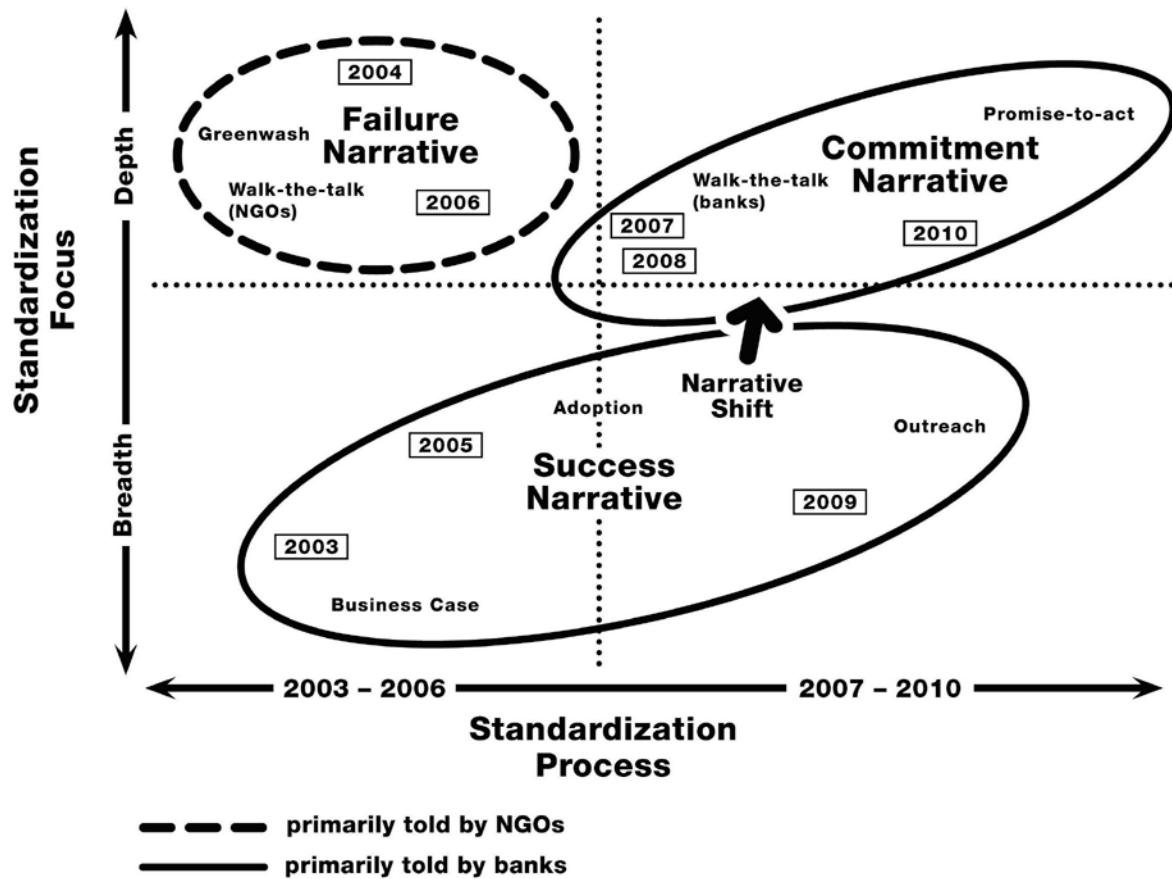 Standardization
Focus
Depth
Breadth
2004
Greenwash
Failure
Narrative
Walk-the-talk
(NGOs)
2006
Promise-to-act
Commitment
Narrative
Walk-the-talk
(banks)
2007
2008
2010
Narrative
Shift
Adoption
Outreach
2005
Success
Narrative
2009
2003
Business Case
2003 – 2006
2007 – 2010
Standardization
Process
primarily told by NGOs
primarily told by banks